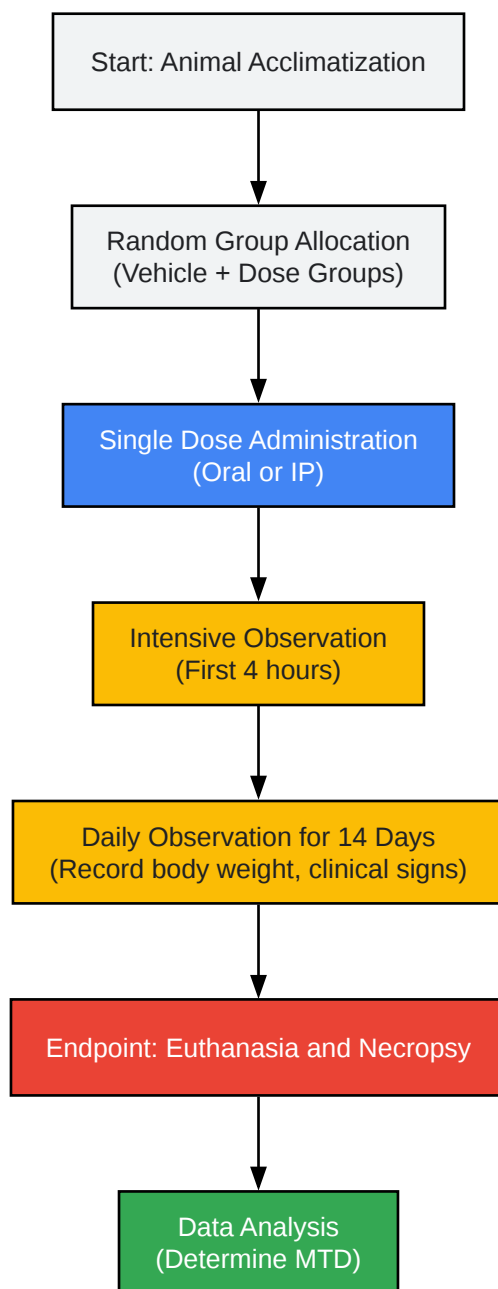 Start: Animal Acclimatization
Random Group Allocation
(Vehicle + Dose Groups)
Single Dose Administration
(Oral or IP)
Intensive Observation
(First 4 hours)
Daily Observation for 14 Days
(Record body weight, clinical signs)
Endpoint: Euthanasia and Necropsy
Data Analysis
(Determine MTD)